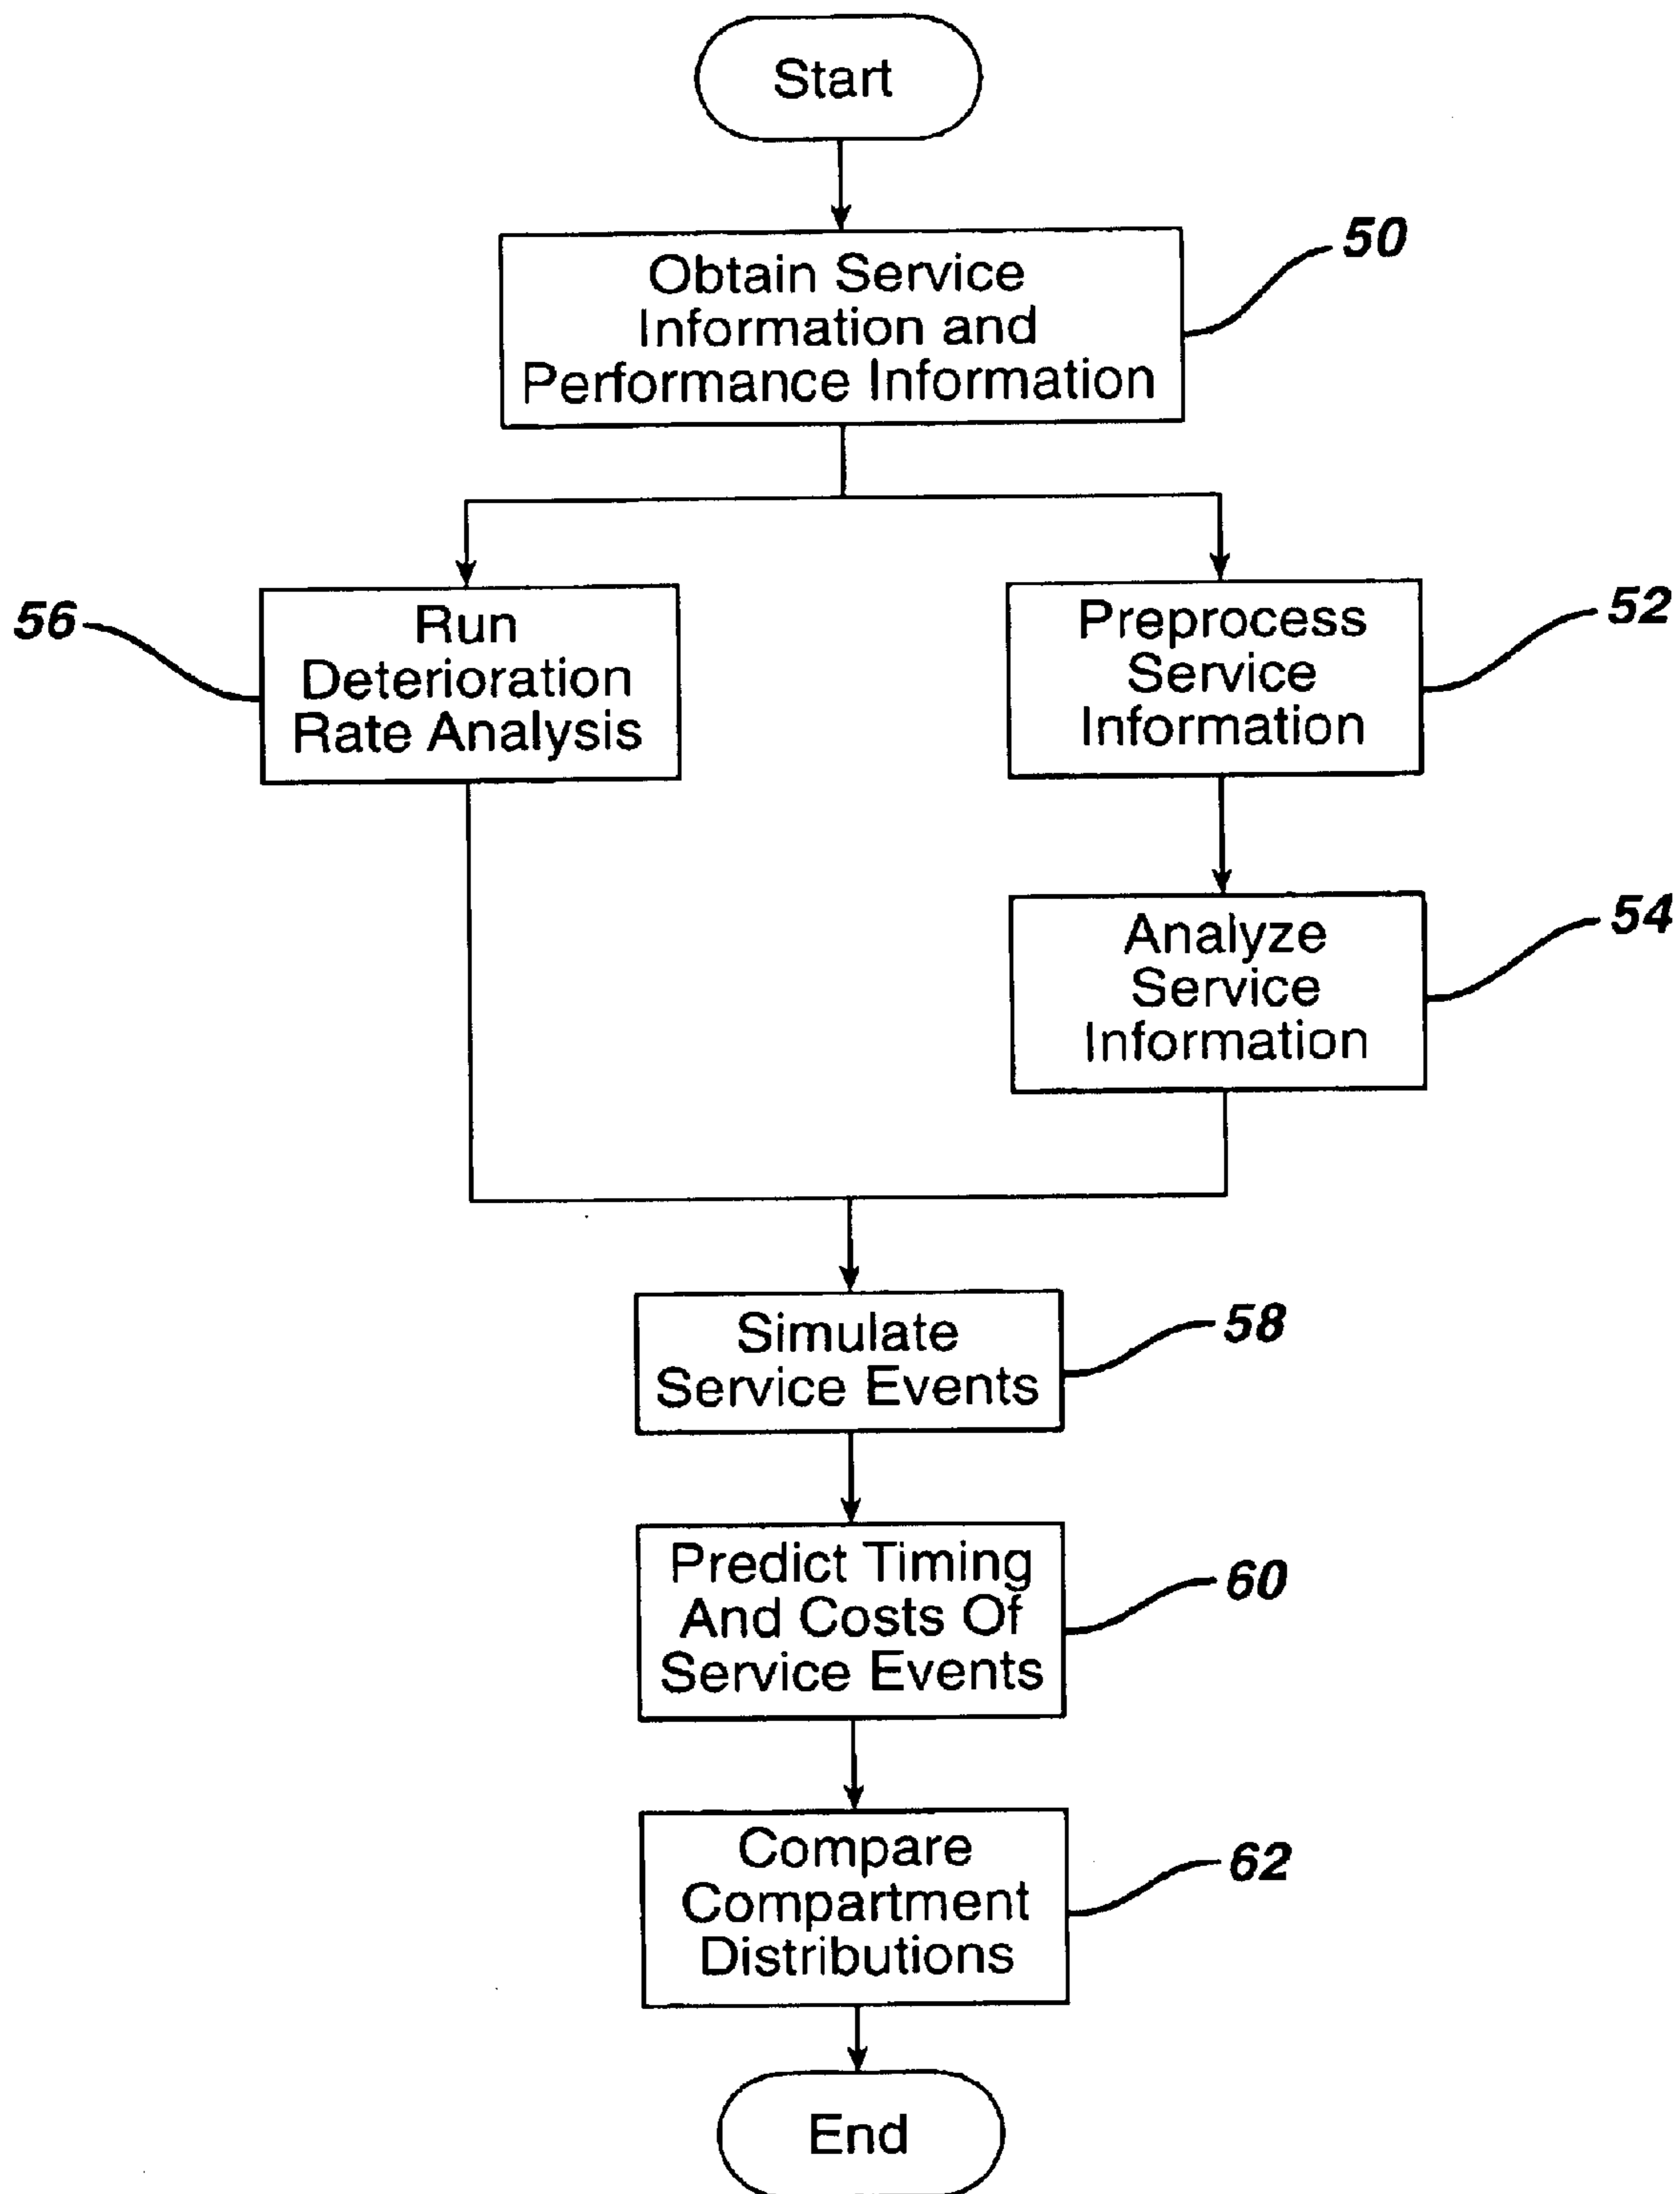 Start
Obtain Service
Information and
Performance Information
50
56
Run
Deterioration
Rate Analysis
Preprocess
Service
Information
52
Analyze
Service
Information
54
Simulate
Service Events
58
Predict Timing
And Costs Of
Service Events
60
Compare
Compartment
Distributions
62
End